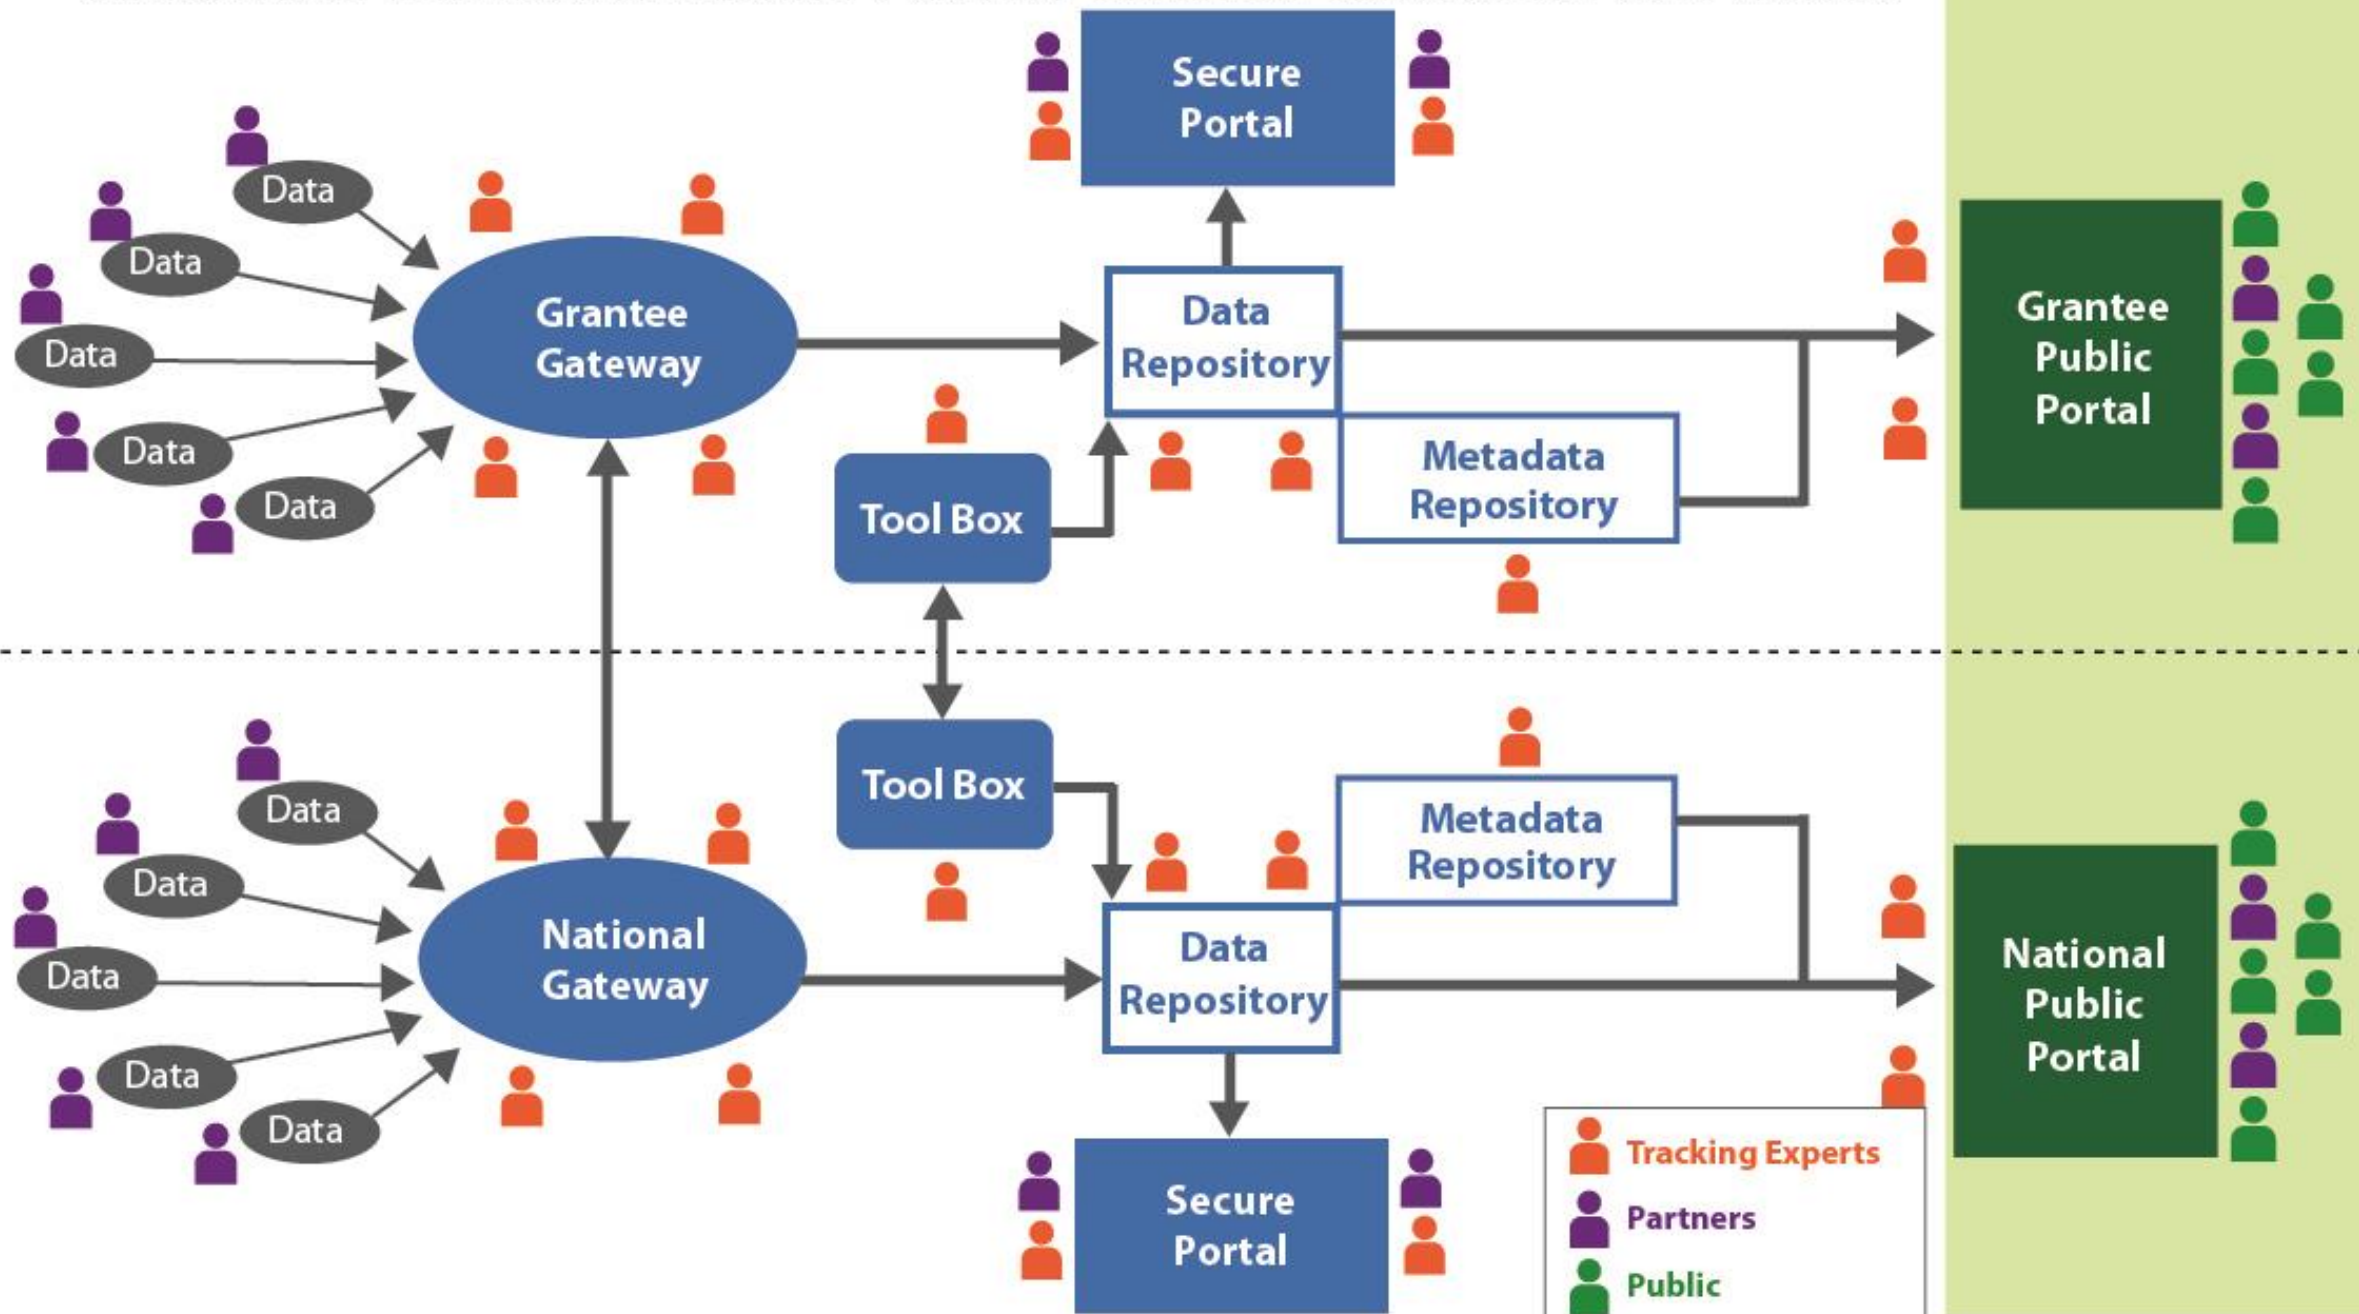 Secure
Portal
Data
Data
Data
Data
Data
Grantee
Gateway
Data
Repository
Tool Box
Metadata
Repository
Grantee
Public
Portal
Data
Data
Data
Data
Data
National
Gateway
Tool Box
Metadata
Repository
Data
Repository
National
Public
Portal
Secure
Portal
Tracking Experts
Partners
Public